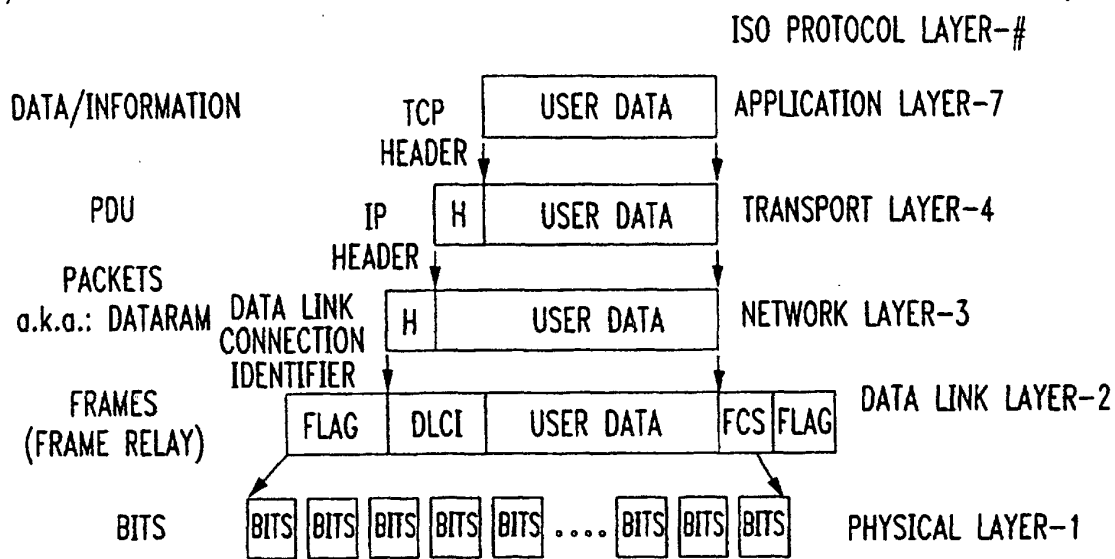 ISO PROTOCOL LAYER-#
DATA/INFORMATION
TCP
HEADER
USER DATA
APPLICATION LAYER-7
PDU
IP
HEADER
H
USER DATA
TRANSPORT LAYER-4
PACKETS
a.k.a.: DATARAM
DATA LINK
CONNECTION
IDENTIFIER
H
USER DATA
NETWORK LAYER-3
FRAMES
(FRAME RELAY)
FLAG
DLCI
USER DATA
FCS
FLAG
DATA LINK LAYER-2
BITS
BITS BITS BITS BITS BITS .... BITS BITS BITS
PHYSICAL LAYER-1